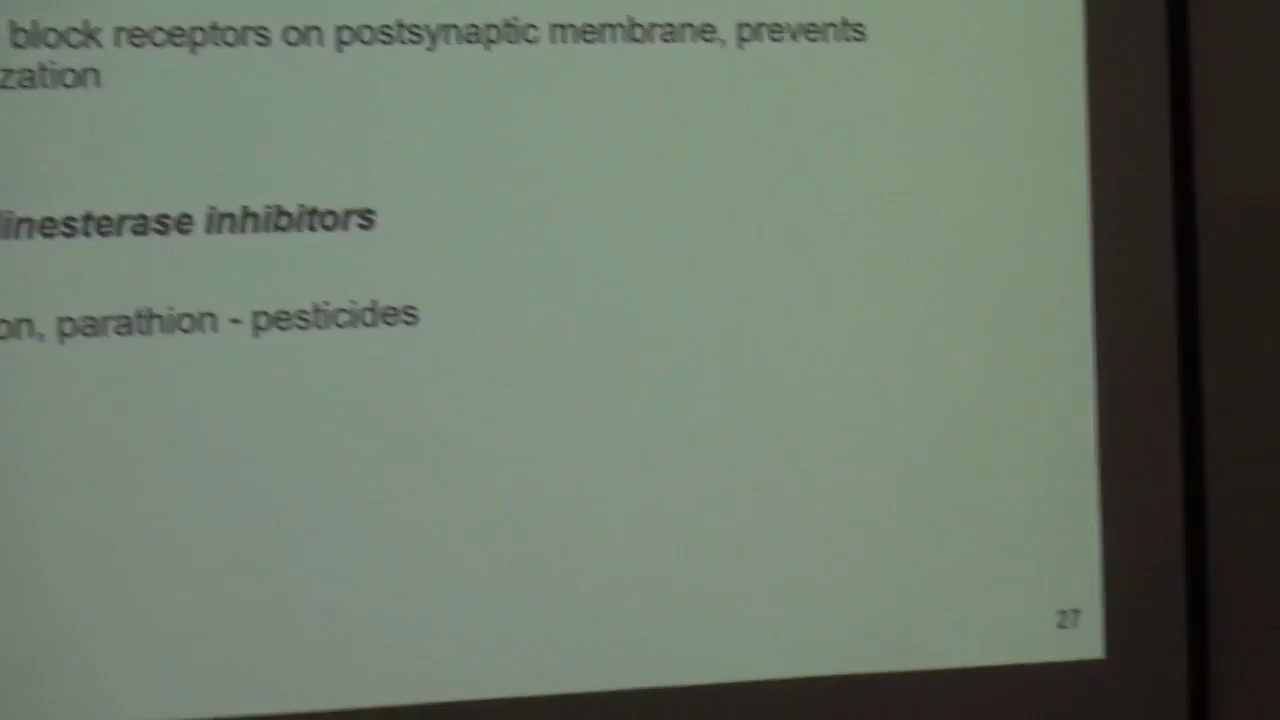 block receptors on postsynaptic membrane, prevents
zation
linesterase inhibitors
on, parathion - pesticides
27